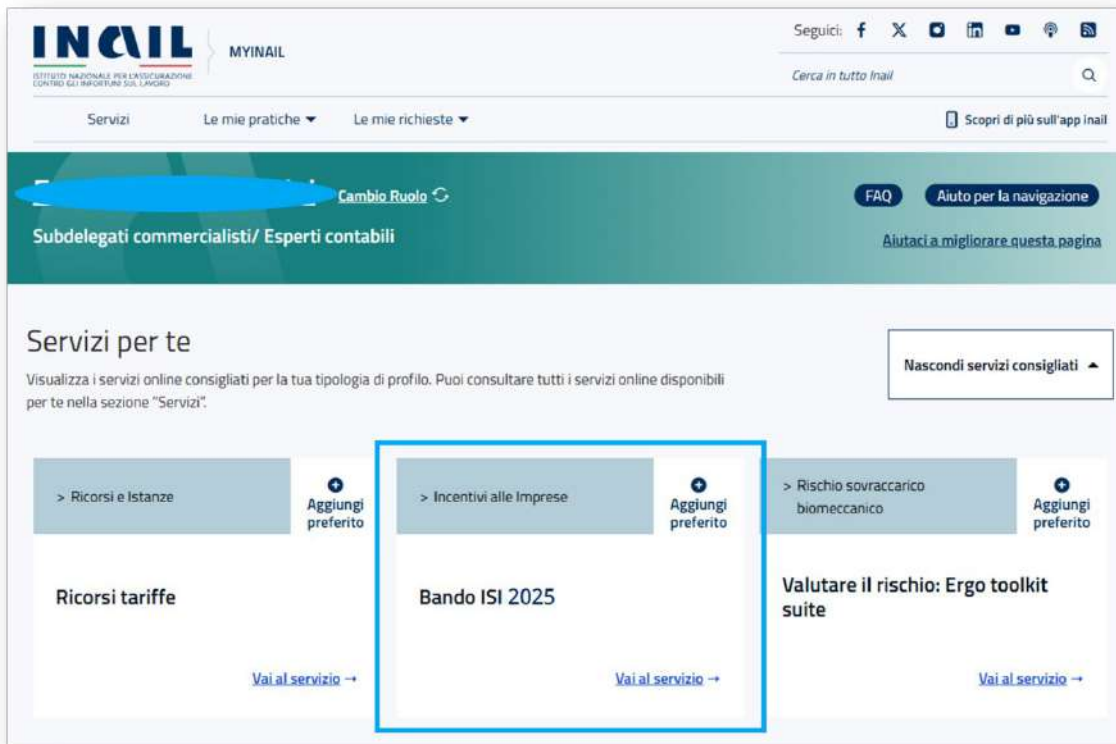 INAIL
ISTITUTO NAZIONALE PER L'ASSICURAZIONE
CONTRO GLI INFORTUNI SUL LAVORO
MYINAIL
Seguici:
Cerca in tutto Inail
Servizi
Le mie pratiche
Le mie richieste
Scopri di più sull'app inail
Cambio Ruolo
FAQ
Aiuto per la navigazione
Subdelegati commercialisti/ Esperti contabili
Aiutaci a migliorare questa pagina
Servizi per te
Nascondi servizi consigliati
Visualizza i servizi online consigliati per la tua tipologia di profilo. Puoi consultare tutti i servizi online disponibili
per te nella sezione "Servizi".
> Ricorsi e Istanze
Aggiungi
preferito
Ricorsi tariffe
Vai al servizio →
> Incentivi alle Imprese
Aggiungi
preferito
Bando ISI 2025
Vai al servizio →
> Rischio sovraccarico
biomeccanico
Aggiungi
preferito
Valutare il rischio: Ergo toolkit
suite
Vai al servizio →